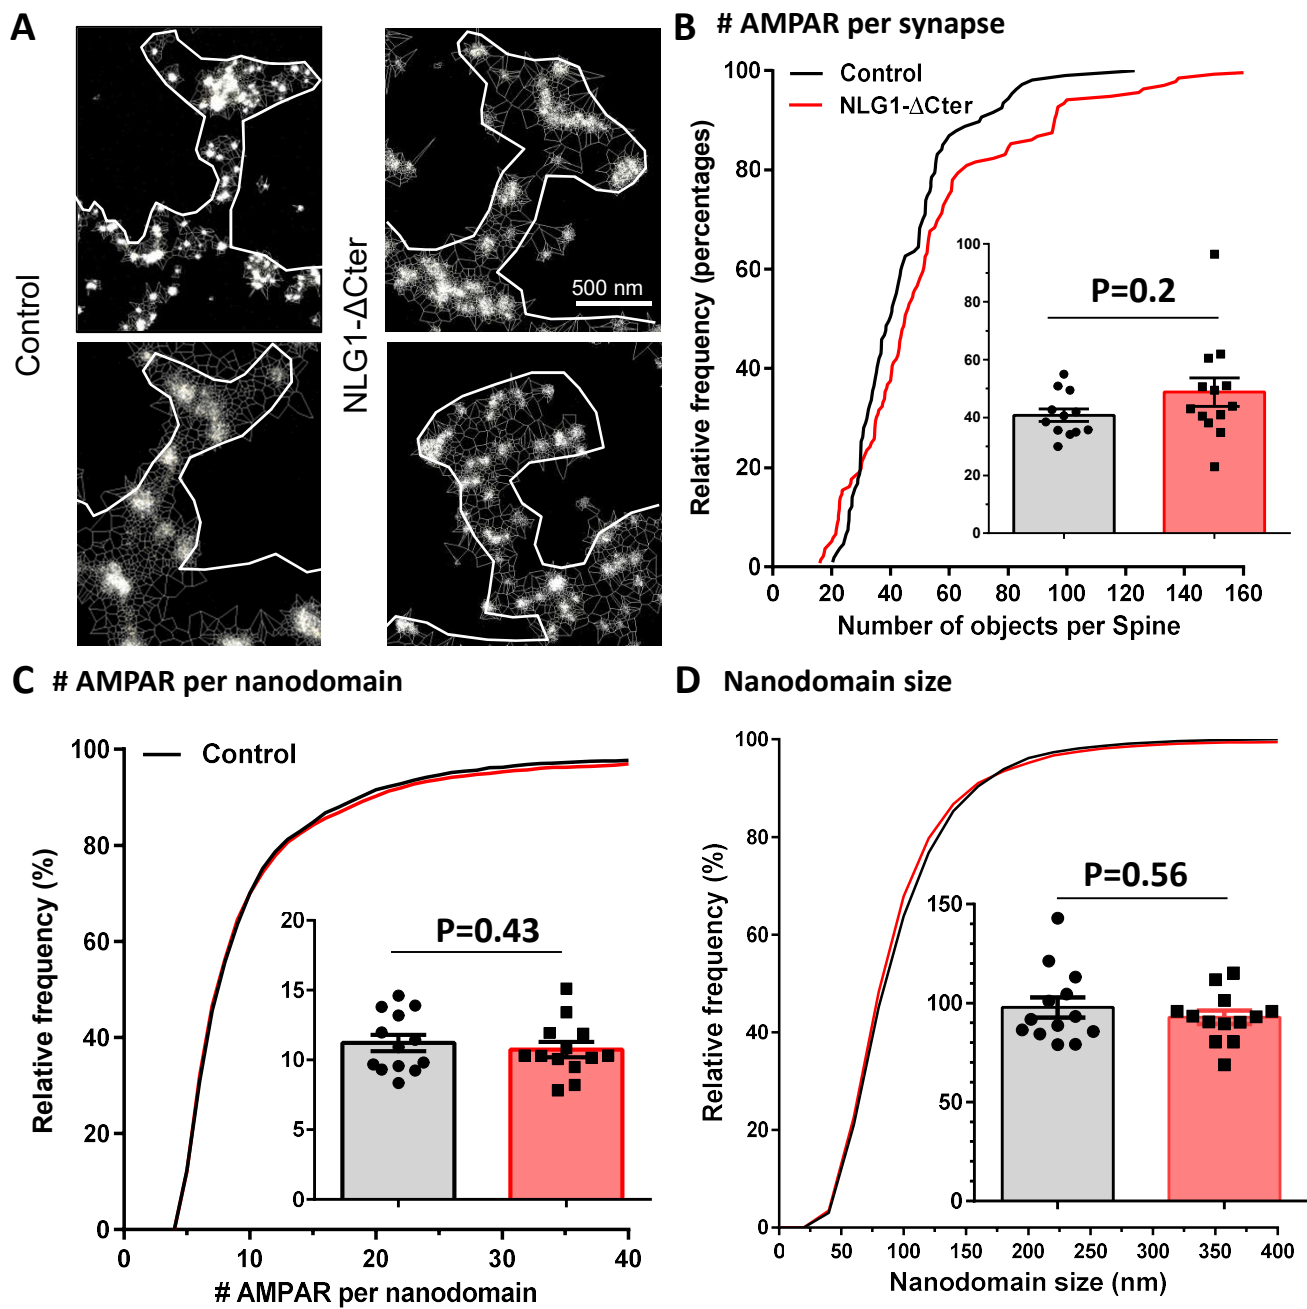 A
Control
NLG1-ΔCter
500 nm
B # AMPAR per synapse
Control
NLG1-ΔCter
Relative frequency (percentages)
100
80
60
40
20
0
0 20 40 60 80 100 120 140 160
Number of objects per Spine
P=0.2
100
80
60
40
20
0
C # AMPAR per nanodomain
Control
Relative frequency (%)
100
80
60
40
20
0
0 10 20 30 40
# AMPAR per nanodomain
P=0.43
20
15
10
5
0
D Nanodomain size
Relative frequency (%)
100
80
60
40
20
0
0 50 100 150 200 250 300 350 400
Nanodomain size (nm)
P=0.56
150
100
50
0